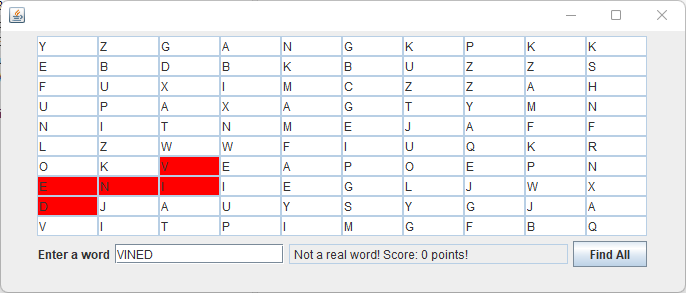 Y Z G A N G K P K K
E B D B K B U Z Z S
F U X I M C Z Z A H
U P A X A G T Y M N
N I T N M E J A F F
L Z W W F I U Q K R
O K V E A P O E P N
E N I I E G L J W X
D J A U Y S Y G J A
V I T P I M G F B Q
Enter a word VINED Not a real word! Score: 0 points! Find All